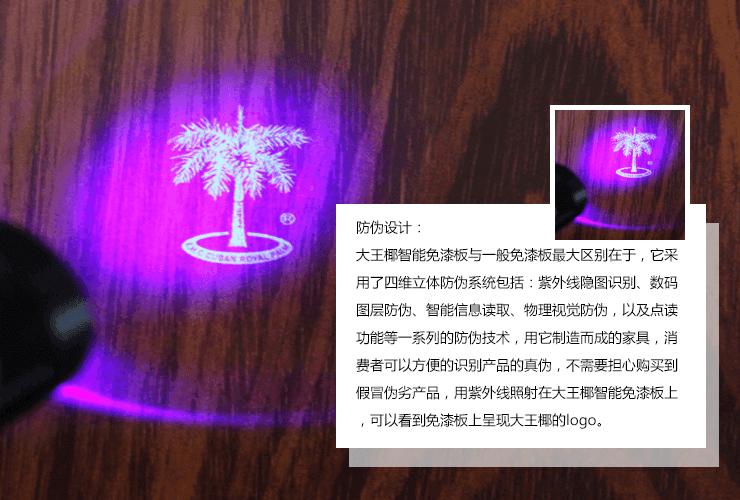 ®
CUBAN ROYAL PALM
防伪设计：
大王椰智能免漆板与一般免漆板最大区别在于，它采
用了四维立体防伪系统包括：紫外线隐图识别、数码
图层防伪、智能信息读取、物理视觉防伪，以及点读
功能等一系列的防伪技术，用它制造而成的家具，消
费者可以方便的识别产品的真伪，不需要担心购买到
假冒伪劣产品，用紫外线照射在大王椰智能免漆板上
，可以看到免漆板上呈现大王椰的logo。